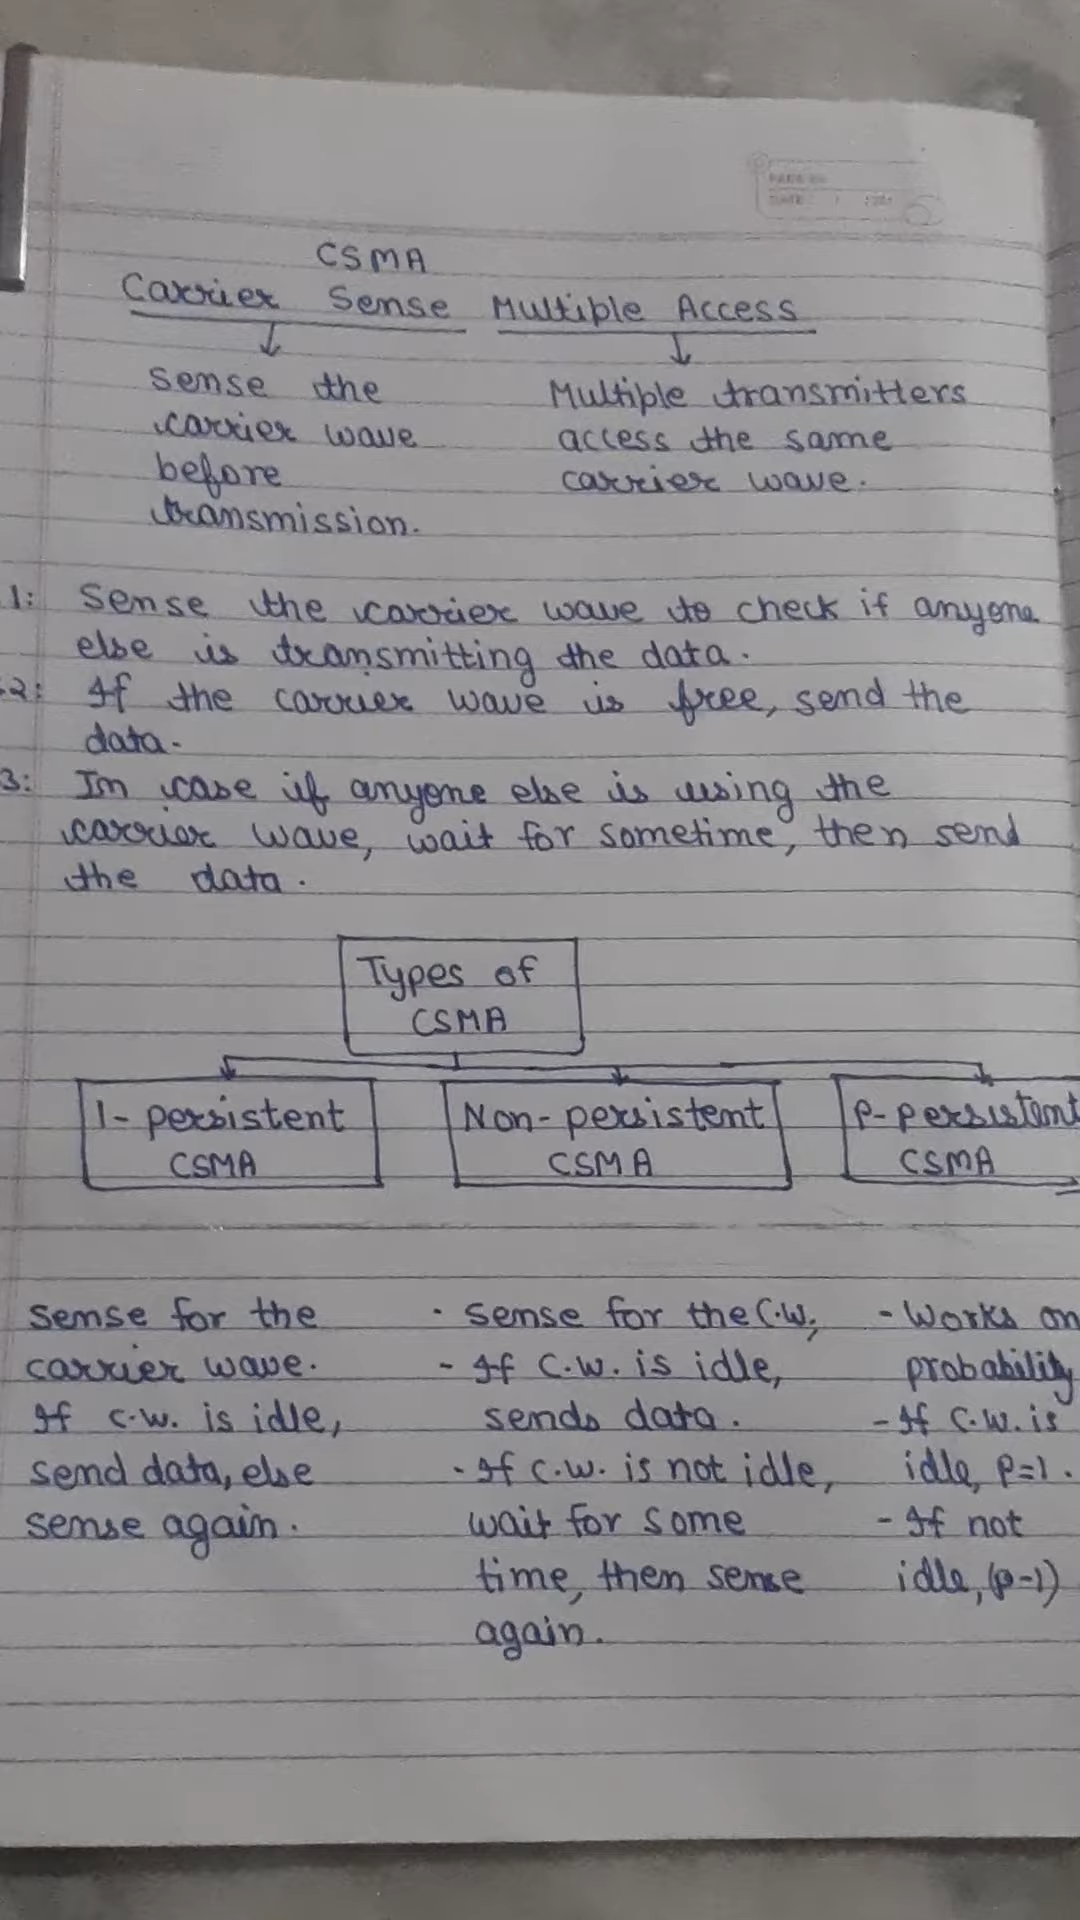 PAGE No.
DATE
CSMA
Carrier Sense Multiple Access
sense the
carrier wave
before
transmission.
Multiple transmitters
access the same
carrier wave.
1: Sense the carrier wave to check if anyone
else is transmitting the data.
2: If the carrier wave is free, send the
data.
3: In case if anyone else is using the
carrier wave, wait for sometime, then send
the data.
Types of
CSMA
1-persistent
CSMA
Non-persistent
CSMA
P-persistent
CSMA
sense for the
carrier wave.
If c.w. is idle,
send data, else
sense again.
- sense for the C.W,
- If C.W. is idle,
sends data.
- If c.w. is not idle,
wait for some
time, then sense
again.
- Works on
probability
- If C.W. is
idle, P=1.
- If not
idle, (p-1)